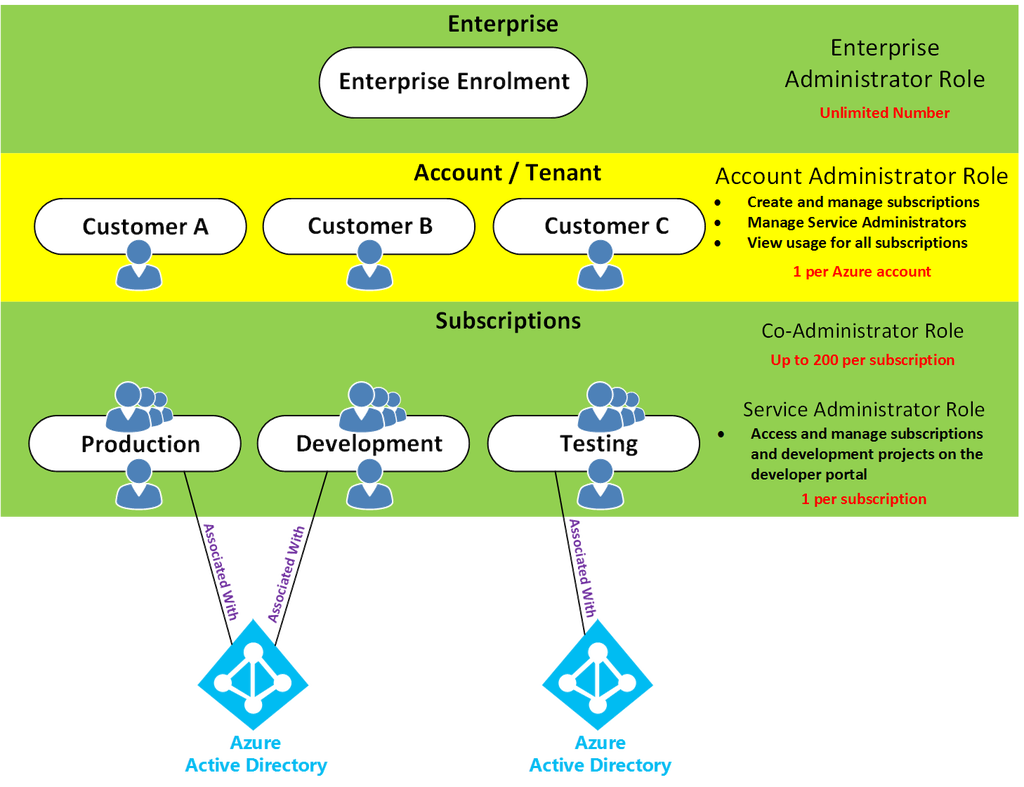 Enterprise
Enterprise Enrolment
Enterprise
Administrator Role
Unlimited Number
Account / Tenant
Customer A
Customer B
Customer C
Account Administrator Role
• Create and manage subscriptions
• Manage Service Administrators
• View usage for all subscriptions
1 per Azure account
Subscriptions
Co-Administrator Role
Up to 200 per subscription
Production
Development
Testing
Service Administrator Role
• Access and manage subscriptions
and development projects on the
developer portal
1 per subscription
Associated With
Associated With
Associated With
Azure
Active Directory
Azure
Active Directory